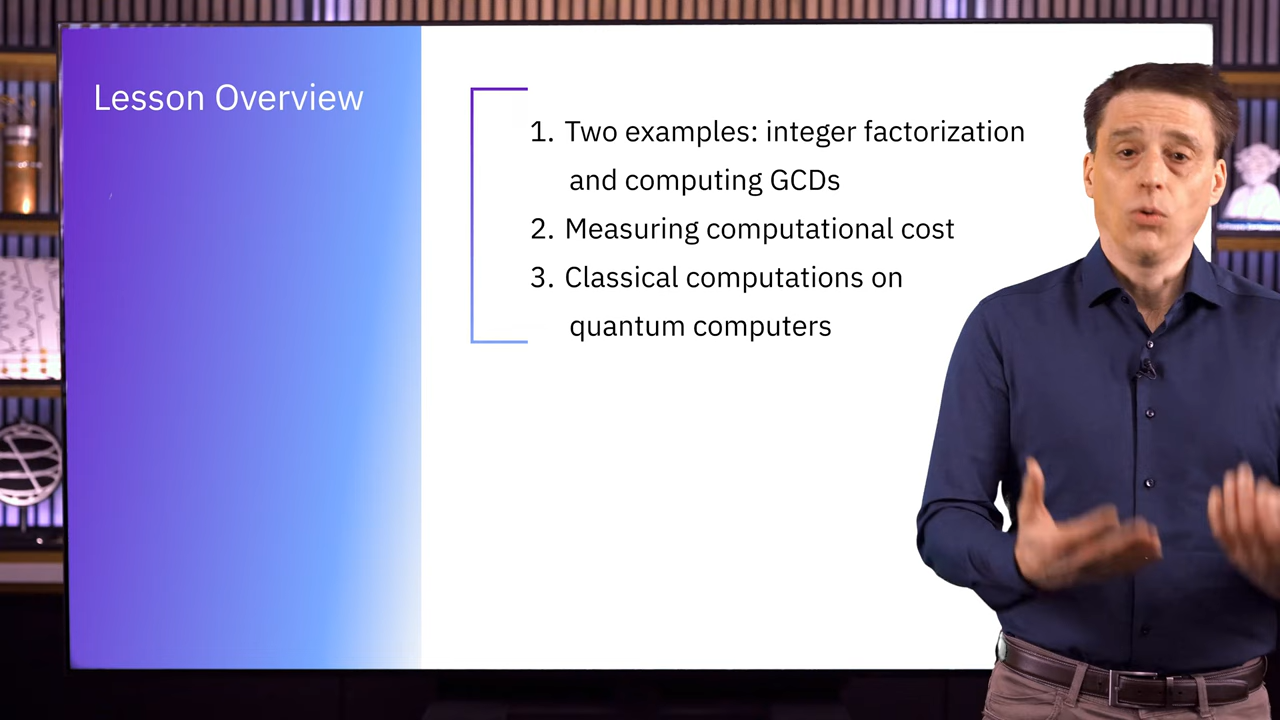 Lesson Overview
1. Two examples: integer factorization
and computing GCDs
2. Measuring computational cost
3. Classical computations on
quantum computers